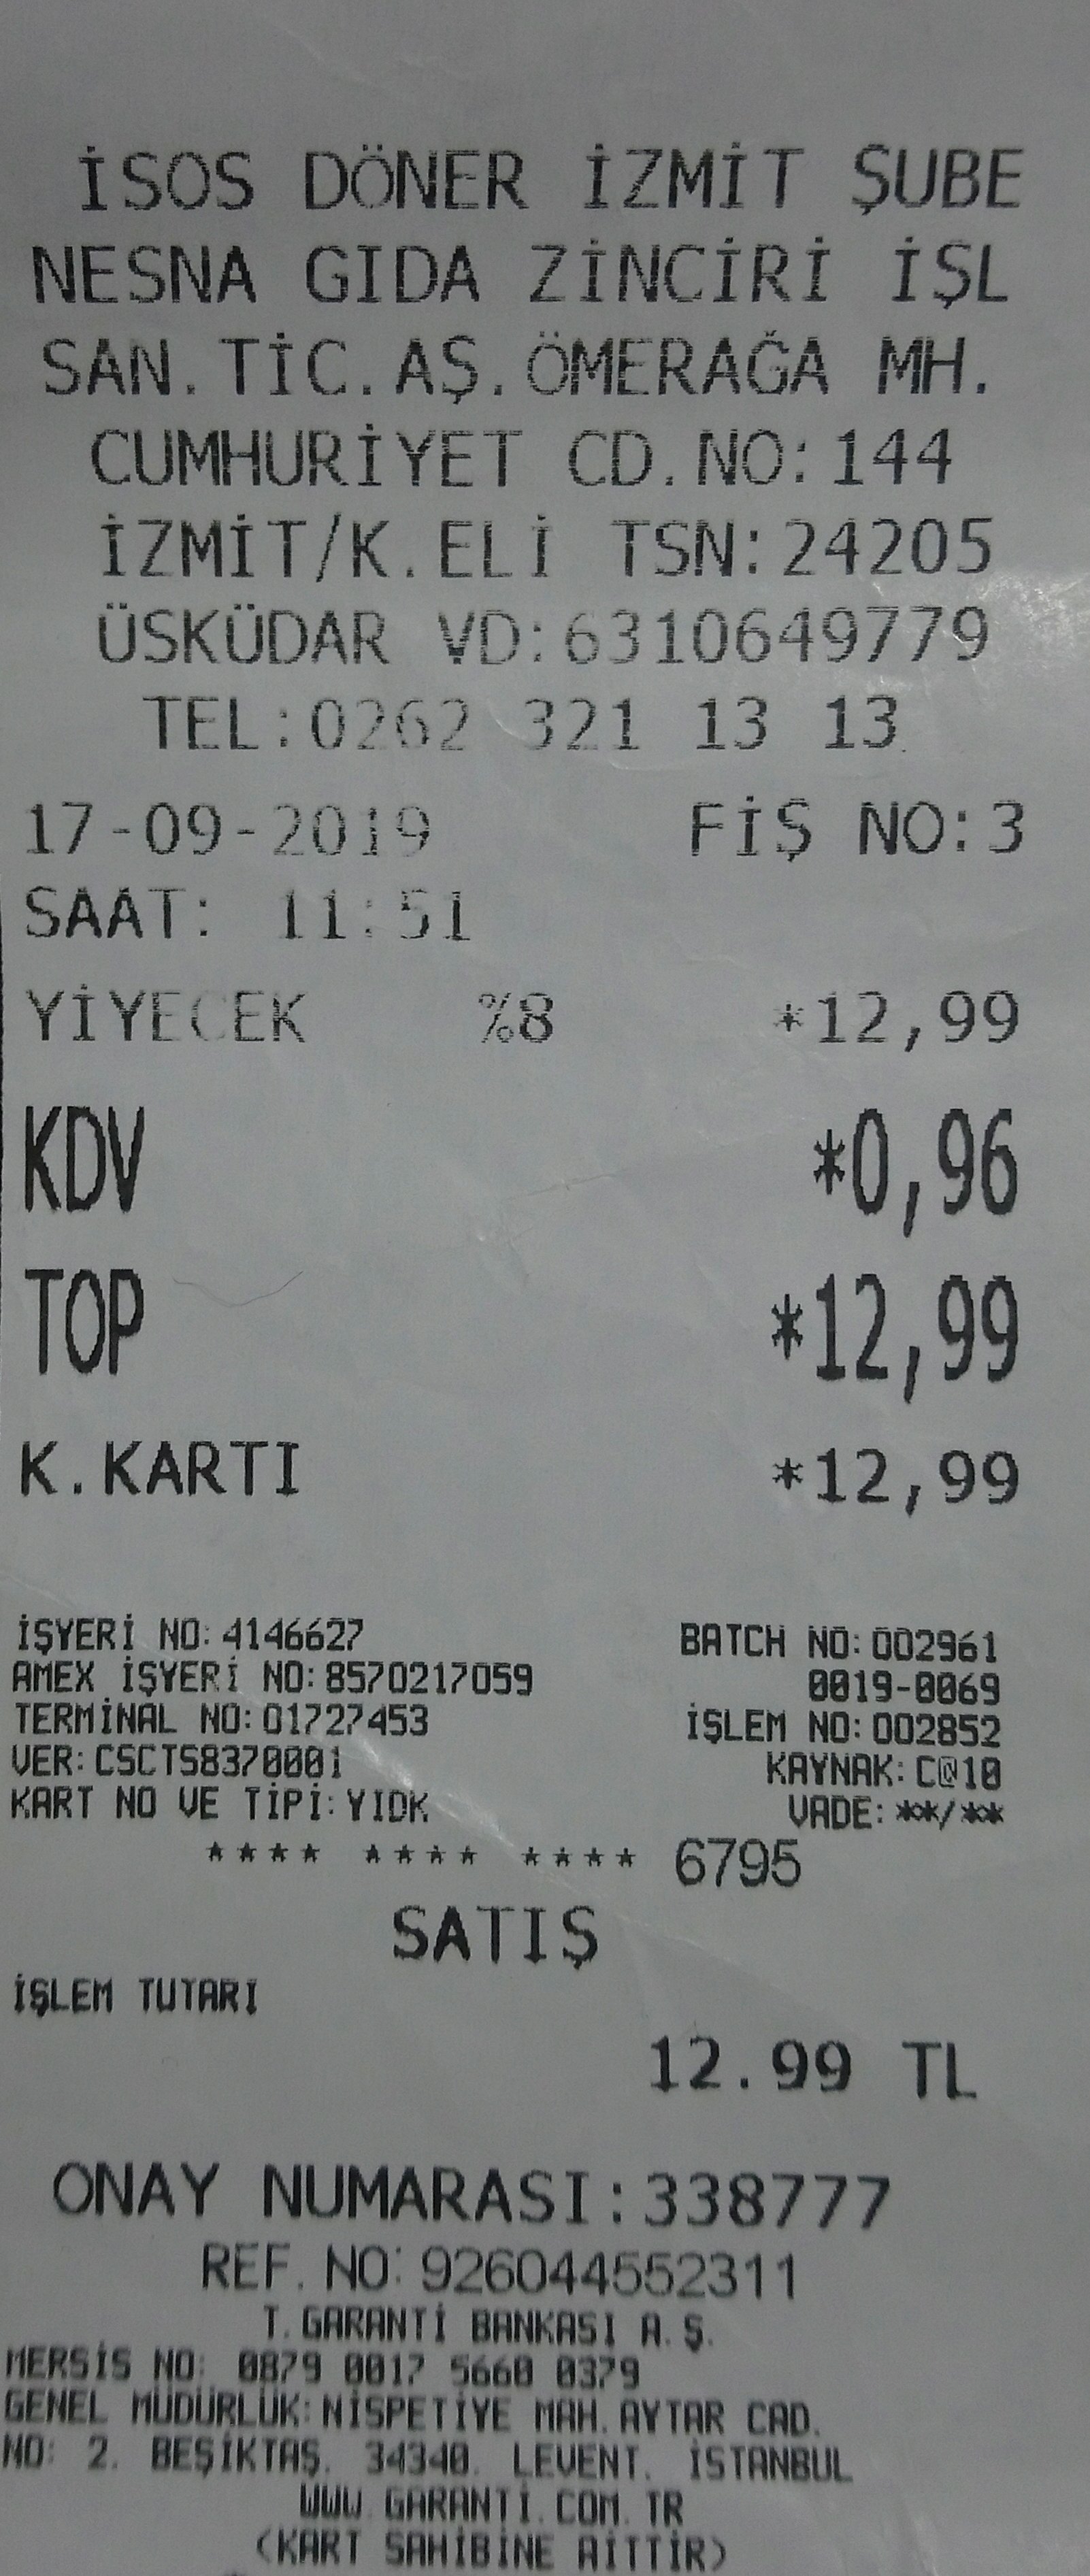 İSOS DÖNER İZMİT ŞUBE
NESNA GIDA ZİNCİRİ İŞL
SAN.TİC.AŞ.ÖMERAĞA MH.
CUMHURİYET CD.NO:144
İZMİT/K.ELİ TSN:24205
ÜSKÜDAR VD:6310649779
TEL:0262 321 13 13
17-09-2019 FİŞ NO:3
SAAT: 11:51
YİYECEK %8 *12,99
KDV *0,96
TOP *12,99
K.KARTI *12,99
İŞYERİ NO:4146627 BATCH NO:002961
AMEX İŞYERİ NO:8570217059 0019-0069
TERMİNAL NO:01727453 İŞLEM NO:002852
VER:CSCTS8370001 KAYNAK:C@10
KART NO VE TİPİ:YIDK VADE:**/**
**** **** **** 6795
SATIŞ
İŞLEM TUTARI
12.99 TL
ONAY NUMARASI:338777
REF. NO:926044552311
T.GARANTİ BANKASI A.Ş.
MERSİS NO: 0879 0017 5660 0379
GENEL MÜDÜRLÜK:NİSPETİYE MAH.AYTAR CAD.
NO: 2. BEŞİKTAŞ. 34340. LEVENT. İSTANBUL
WWW.GARANTİ.COM.TR
(KART SAHİBİNE AİTTİR)